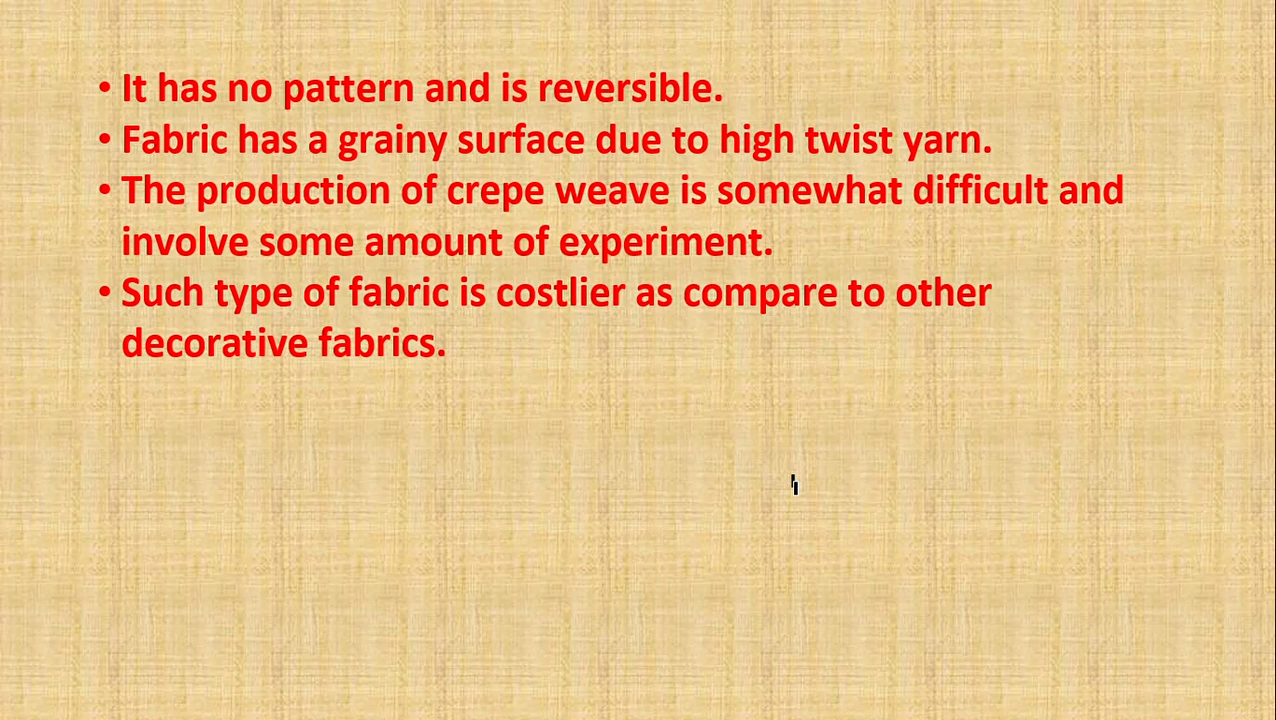 • It has no pattern and is reversible.
• Fabric has a grainy surface due to high twist yarn.
• The production of crepe weave is somewhat difficult and
involve some amount of experiment.
• Such type of fabric is costlier as compare to other
decorative fabrics.